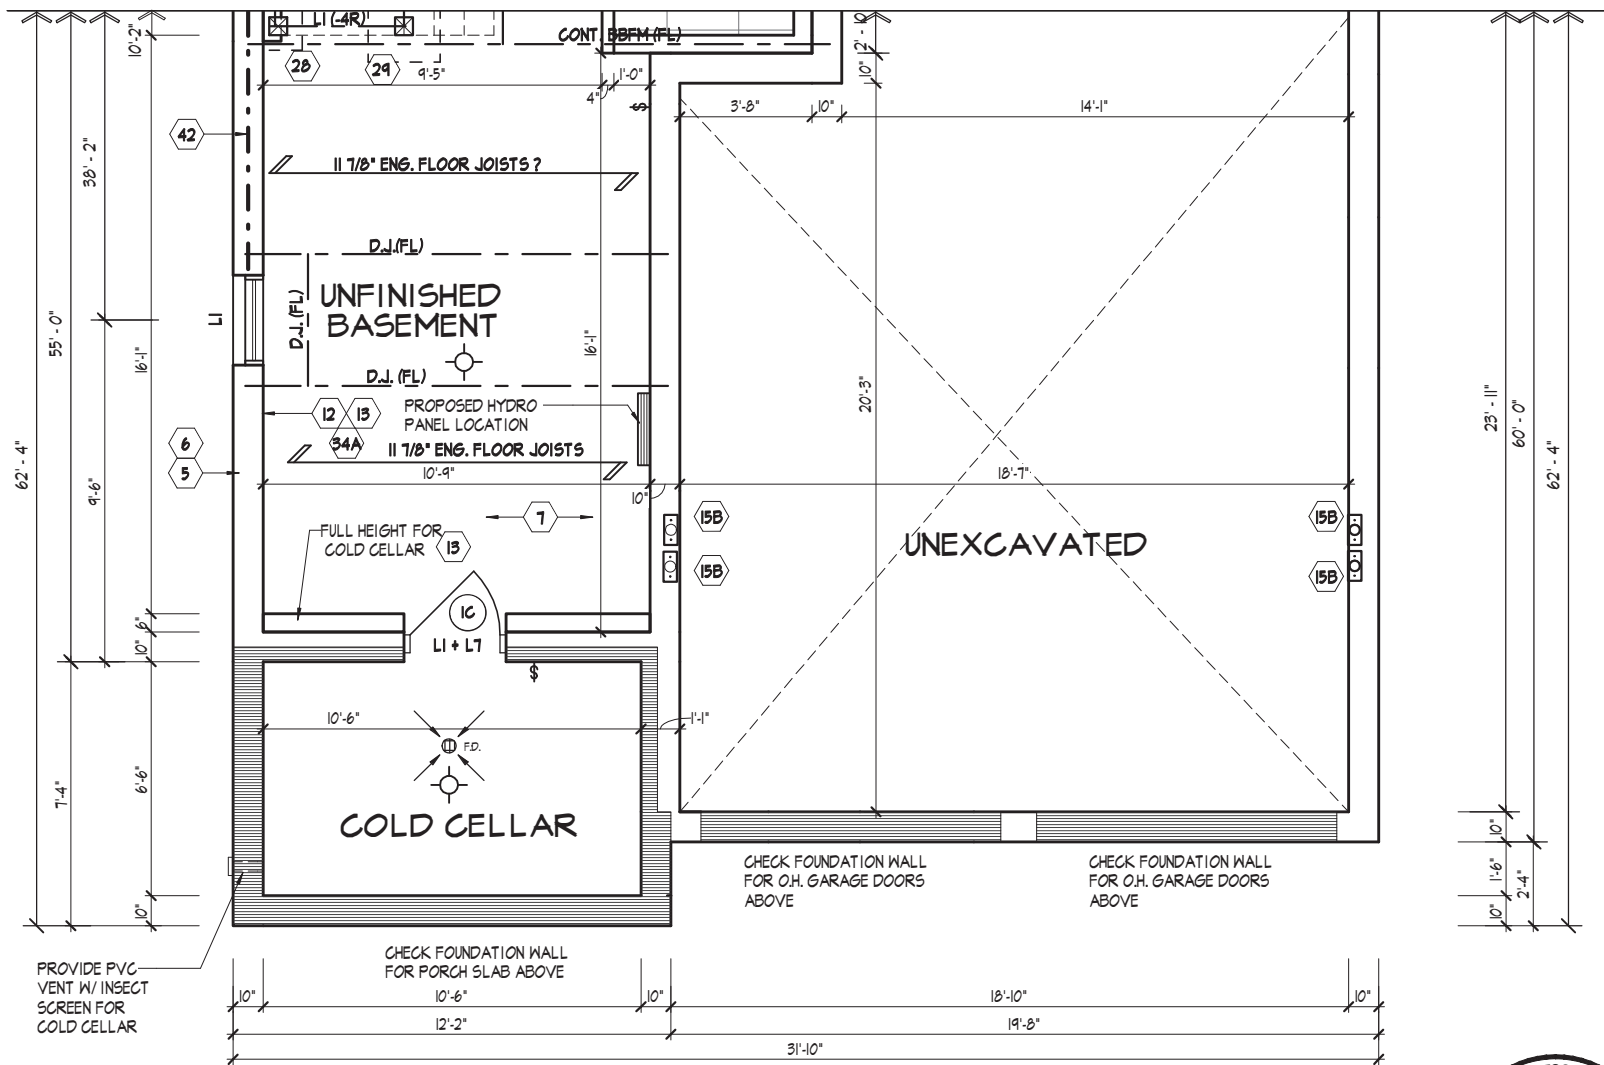 LI (-4R)
CONT. BBFM (FL)
10'-2"
2' - 10
28
29
9'-5"
1'-0"
10"
4"
$
3'-8"
10"
14'-1"
42
38' - 2"
11 7/8" ENG. FLOOR JOISTS ?
D.J.(FL)
UNFINISHED
BASEMENT
D.J. (FL)
L1
55' - 0"
16'-1"
16'-1"
D.J. (FL)
20'-3"
23' - 11"
60' - 0"
62' - 4"
62' - 4"
12
13
34A
PROPOSED HYDRO
PANEL LOCATION
6
5
11 7/8" ENG. FLOOR JOISTS
10'-9"
10"
18'-7"
9'-6"
7
15B
15B
FULL HEIGHT FOR
COLD CELLAR
13
UNEXCAVATED
15B
15B
1C
L1 + L7
6"
10"
$
10'-6"
1'-1"
F.D.
7'-4"
6'-6"
COLD CELLAR
10"
1'-6"
2'-4"
10"
10"
CHECK FOUNDATION WALL
FOR O.H. GARAGE DOORS
ABOVE
CHECK FOUNDATION WALL
FOR O.H. GARAGE DOORS
ABOVE
CHECK FOUNDATION WALL
FOR PORCH SLAB ABOVE
PROVIDE PVC
VENT W/ INSECT
SCREEN FOR
COLD CELLAR
10"
10'-6"
10"
18'-10"
10"
12'-2"
19'-8"
31'-10"